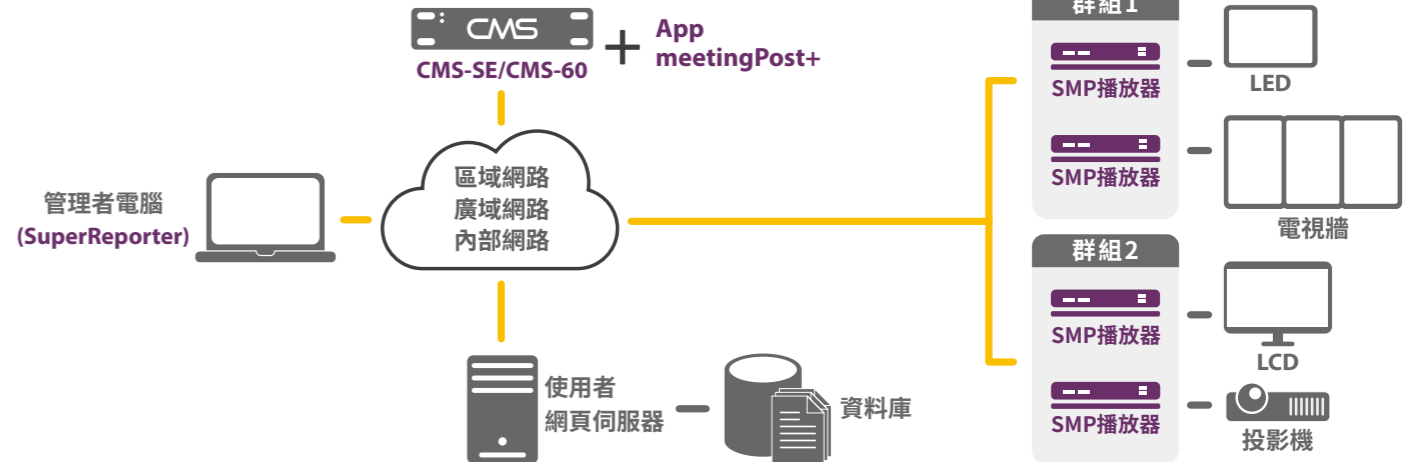 CMS
CMS-SE/CMS-60
+
App
meetingPost+
管理者電腦
(SuperReporter)
區域網路
廣域網路
內部網路
使用者
網頁伺服器
資料庫
群組1
SMP播放器
LED
SMP播放器
電視牆
群組2
SMP播放器
LCD
SMP播放器
投影機